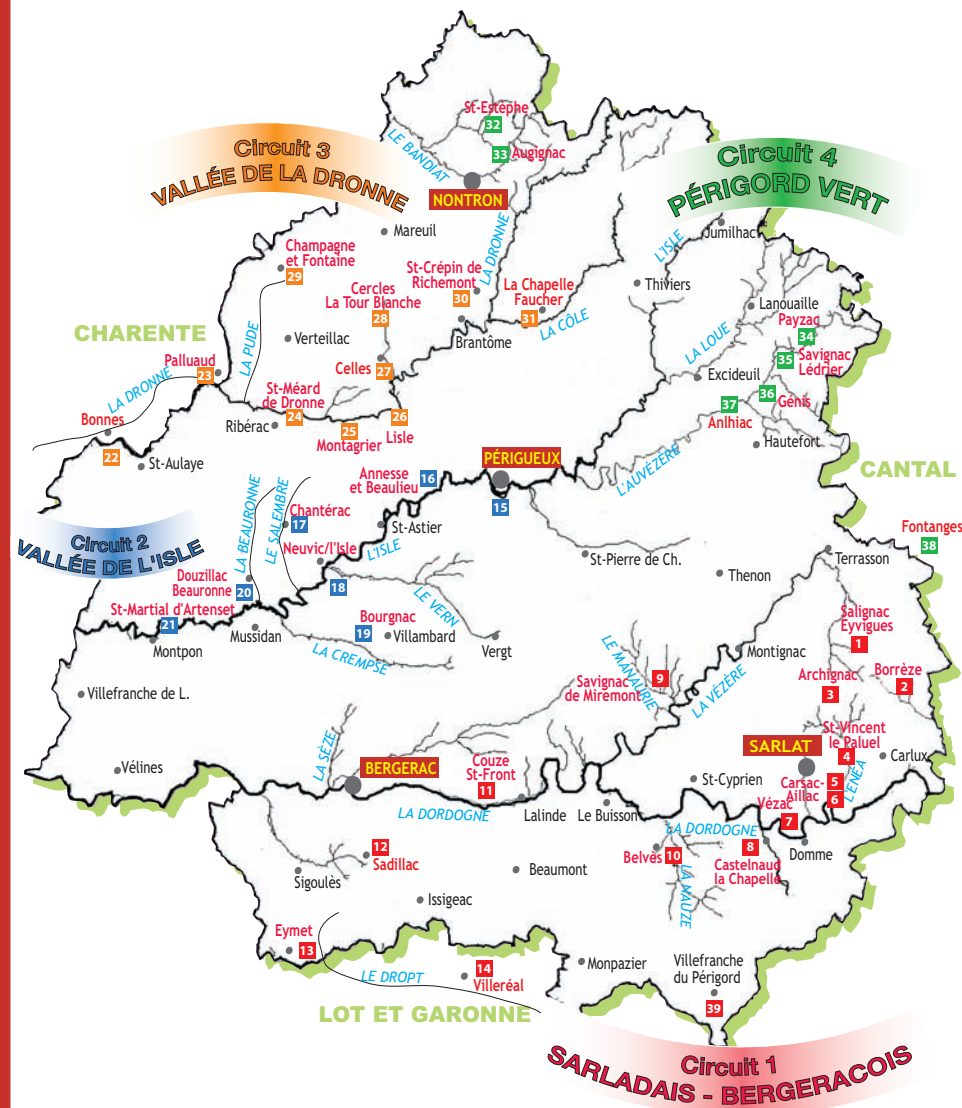 St-Estèphe
32
33
Augignac
LE BANDIAT
NONTRON
Circuit 3
VALLÉE DE LA DRONNE
Circuit 4
PÉRIGORD VERT
Mareuil
LA DRONNE
L'ISLE
Jumilhac
Champagne
et Fontaine
29
St-Crépin de
Richemont
30
Thiviers
Cercles
La Tour Blanche
28
La Chapelle
Faucher
31
LA CÔLE
Lanouaille
Payzac
34
CHARENTE
LA PUDE
Verteillac
Brantôme
LA LOUE
35
Savignac
Lédrier
Palluaud
23
LA DRONNE
Celles
27
Excideuil
36
Génis
37
Anlhiac
St-Méard
de Dronne
24
Ribérac
25
Montagrier
26
Lisle
Bonnes
22
St-Aulaye
Hautefort
PÉRIGUEUX
15
L'AUVÉZÈRE
CANTAL
Annesse
et Beaulieu
16
LA BEAURONNE
LE SALEMBRE
Chantérac
17
St-Astier
Fontanges
38
Circuit 2
VALLÉE DE L'ISLE
Neuvic/l'Isle
L'ISLE
18
St-Pierre de Ch.
Terrasson
Thenon
Douzillac
Beauronne
20
LE VERN
St-Martial d'Artenset
21
Montpon
Mussidan
Bourgnac
19
Villambard
Vergt
LA CREMPSE
Salignac
Eyvigues
1
Montignac
LE MANAURIE
9
Savignac
de Miremont
LA VÉZÈRE
Archignac
3
Borrèze
2
Villefranche de L.
St-Vincent
le Paluel
4
SARLAT
Carlux
Vélines
LA SÈZE
BERGERAC
Couze
St-Front
11
St-Cyprien
Carsac-
Aillac
5
6
L'ENÉA
LA DORDOGNE
Lalinde
Le Buisson
Vézac
7
LA DORDOGNE
8
Domme
Castelnaud
la Chapelle
12
Sadillac
Sigoulès
Beaumont
Belvès
10
LA MAUZE
Issigeac
Eymet
13
LE DROPT
14
Villeréal
Monpazier
Villefranche
du Périgord
39
LOT ET GARONNE
Circuit 1
SARLADAIS - BERGERACOIS